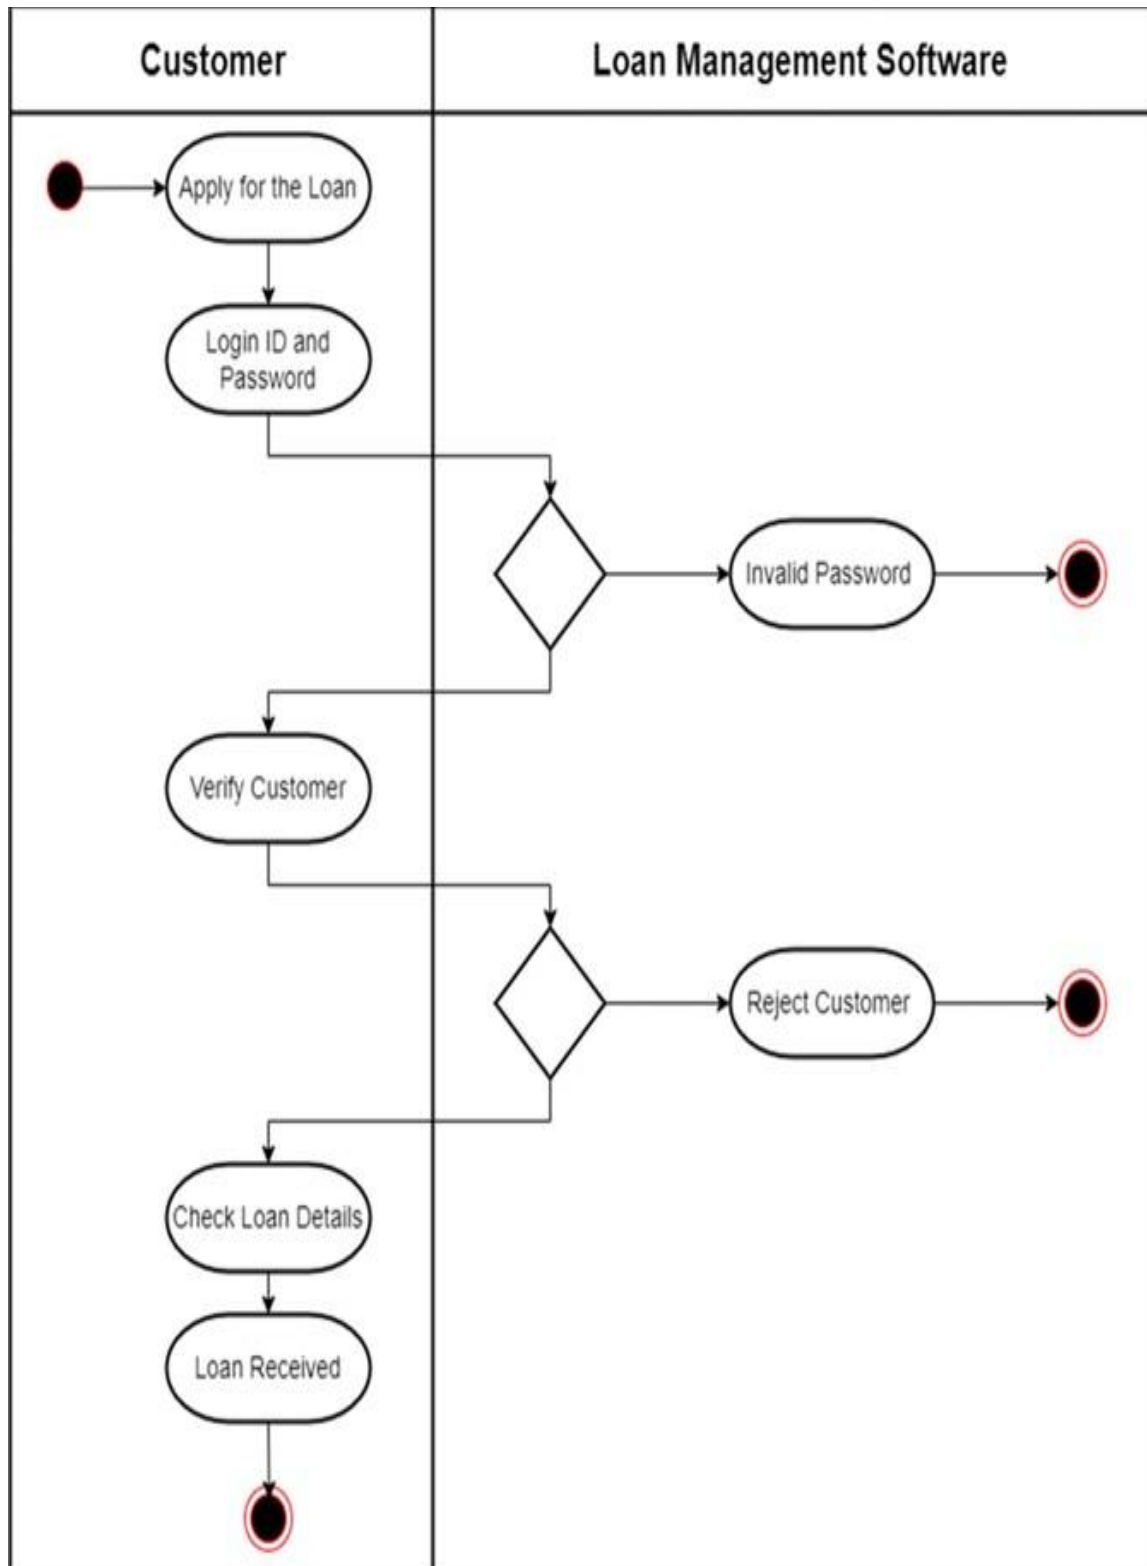 Customer
Loan Management Software
Apply for the Loan
Login ID and
Password
Invalid Password
Verify Customer
Reject Customer
Check Loan Details
Loan Received